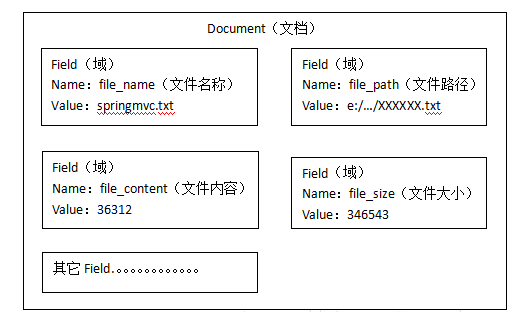 Document（文档）
Field（域）
Name：file_name（文件名称）
Value：springmvc.txt
Field（域）
Name：file_path（文件路径）
Value：e:/…/XXXXXX.txt
Field（域）
Name：file_content（文件内容）
Value：36312
Field（域）
Name：file_size（文件大小）
Value：346543
其它 Field.。。。。。。。。。。。。